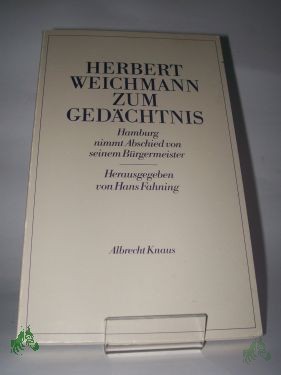 HERBERT
WEICHMANN
ZUM
GEDÄCHTNIS
Hamburg
nimmt Abschied von
seinem Bürgermeister
Herausgegeben
von Hans Fahning
Albrecht Knaus